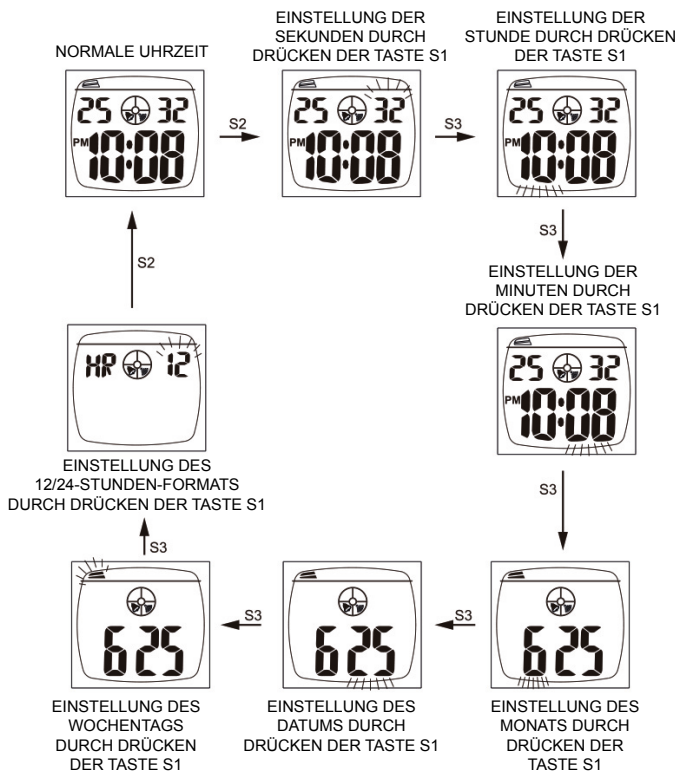 NORMALE UHRZEIT
25 32
PM 10:08
S2
EINSTELLUNG DER
SEKUNDEN DURCH
DRÜCKEN DER TASTE S1
25 32
PM 10:08
S3
EINSTELLUNG DER
STUNDE DURCH DRÜCKEN
DER TASTE S1
25 32
PM 10:08
S3
EINSTELLUNG DER
MINUTEN DURCH
DRÜCKEN DER TASTE S1
25 32
PM 10:08
S3
6 25
EINSTELLUNG DES
MONATS DURCH
DRÜCKEN DER
TASTE S1
S3
6 25
EINSTELLUNG DES
DATUMS DURCH
DRÜCKEN DER TASTE S1
S3
6 25
EINSTELLUNG DES
WOCHENTAGS
DURCH DRÜCKEN
DER TASTE S1
S3
HR 12
EINSTELLUNG DES
12/24-STUNDEN-FORMATS
DURCH DRÜCKEN DER TASTE S1
S2